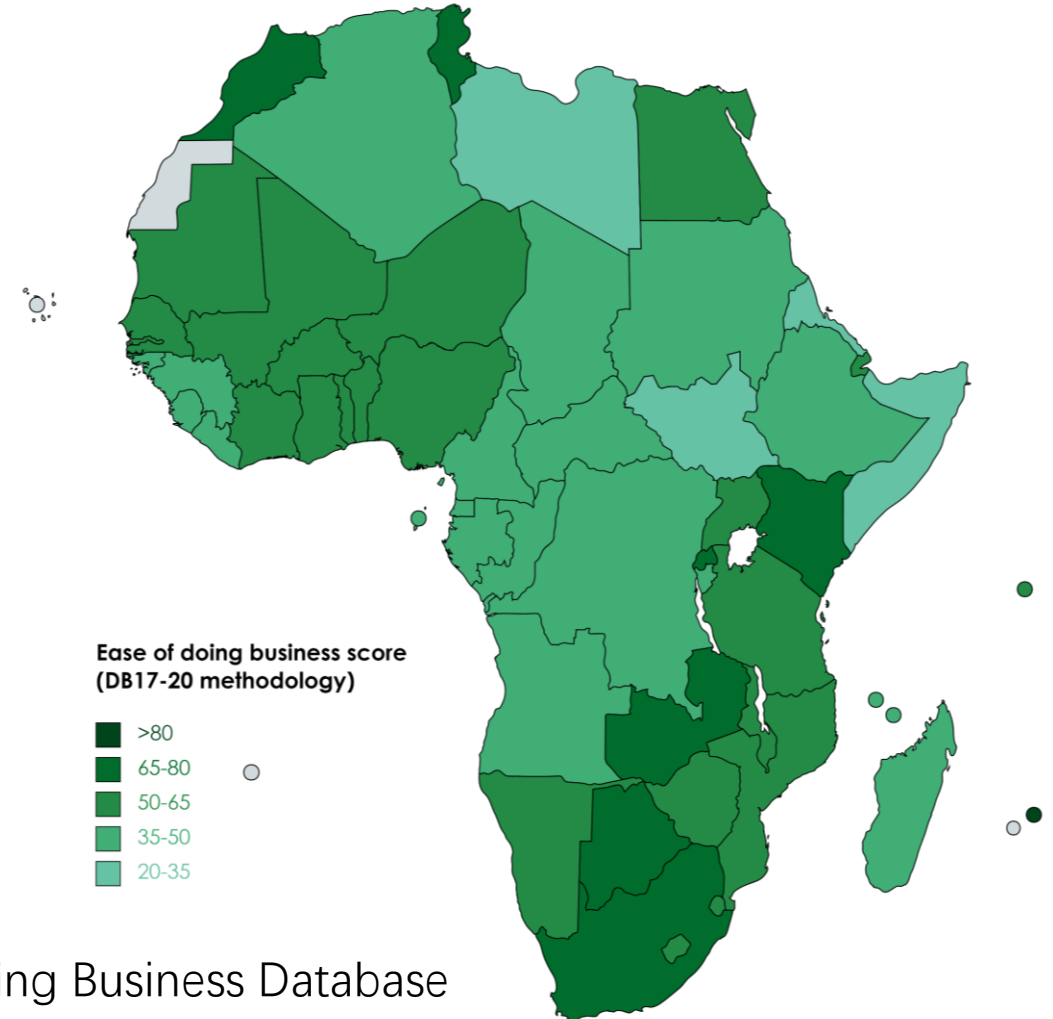 Ease of doing business score
(DB17-20 methodology)
>80
65-80
50-65
35-50
20-35
ing Business Database